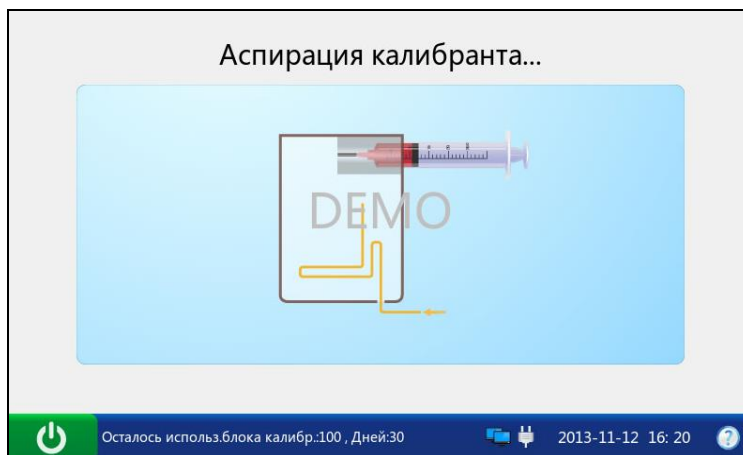 Аспирация калибранта...
DEMO
Осталось использ.блока калибр.:100 , Дней:30
2013-11-12 16: 20
?